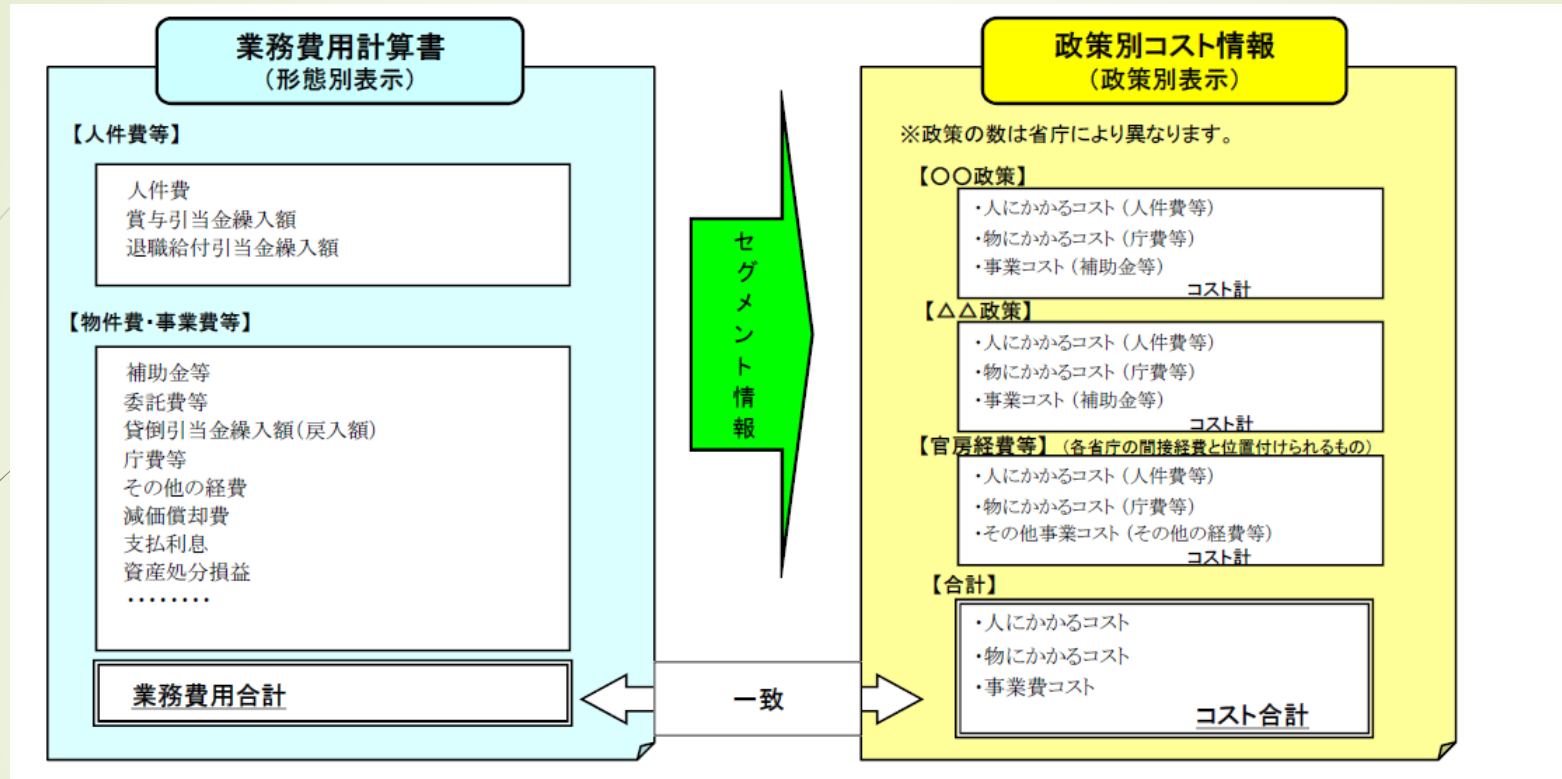 業務費用計算書
（形態別表示）
【人件費等】
人件費
賞与引当金繰入額
退職給付引当金繰入額
【物件費・事業費等】
補助金等
委託費等
貸倒引当金繰入額（戻入額）
庁費等
その他の経費
減価償却費
支払利息
資産処分損益
・・・・・・・・
業務費用合計
セグメント情報
一致
政策別コスト情報
（政策別表示）
※政策の数は省庁により異なります。
【〇〇政策】
・人にかかるコスト（人件費等）
・物にかかるコスト（庁費等）
・事業コスト（補助金等）
コスト計
【△△政策】
・人にかかるコスト（人件費等）
・物にかかるコスト（庁費等）
・事業コスト（補助金等）
コスト計
【官房経費等】（各省庁の間接経費と位置付けられるもの）
・人にかかるコスト（人件費等）
・物にかかるコスト（庁費等）
・その他事業コスト（その他の経費等）
コスト計
【合計】
・人にかかるコスト
・物にかかるコスト
・事業費コスト
コスト合計